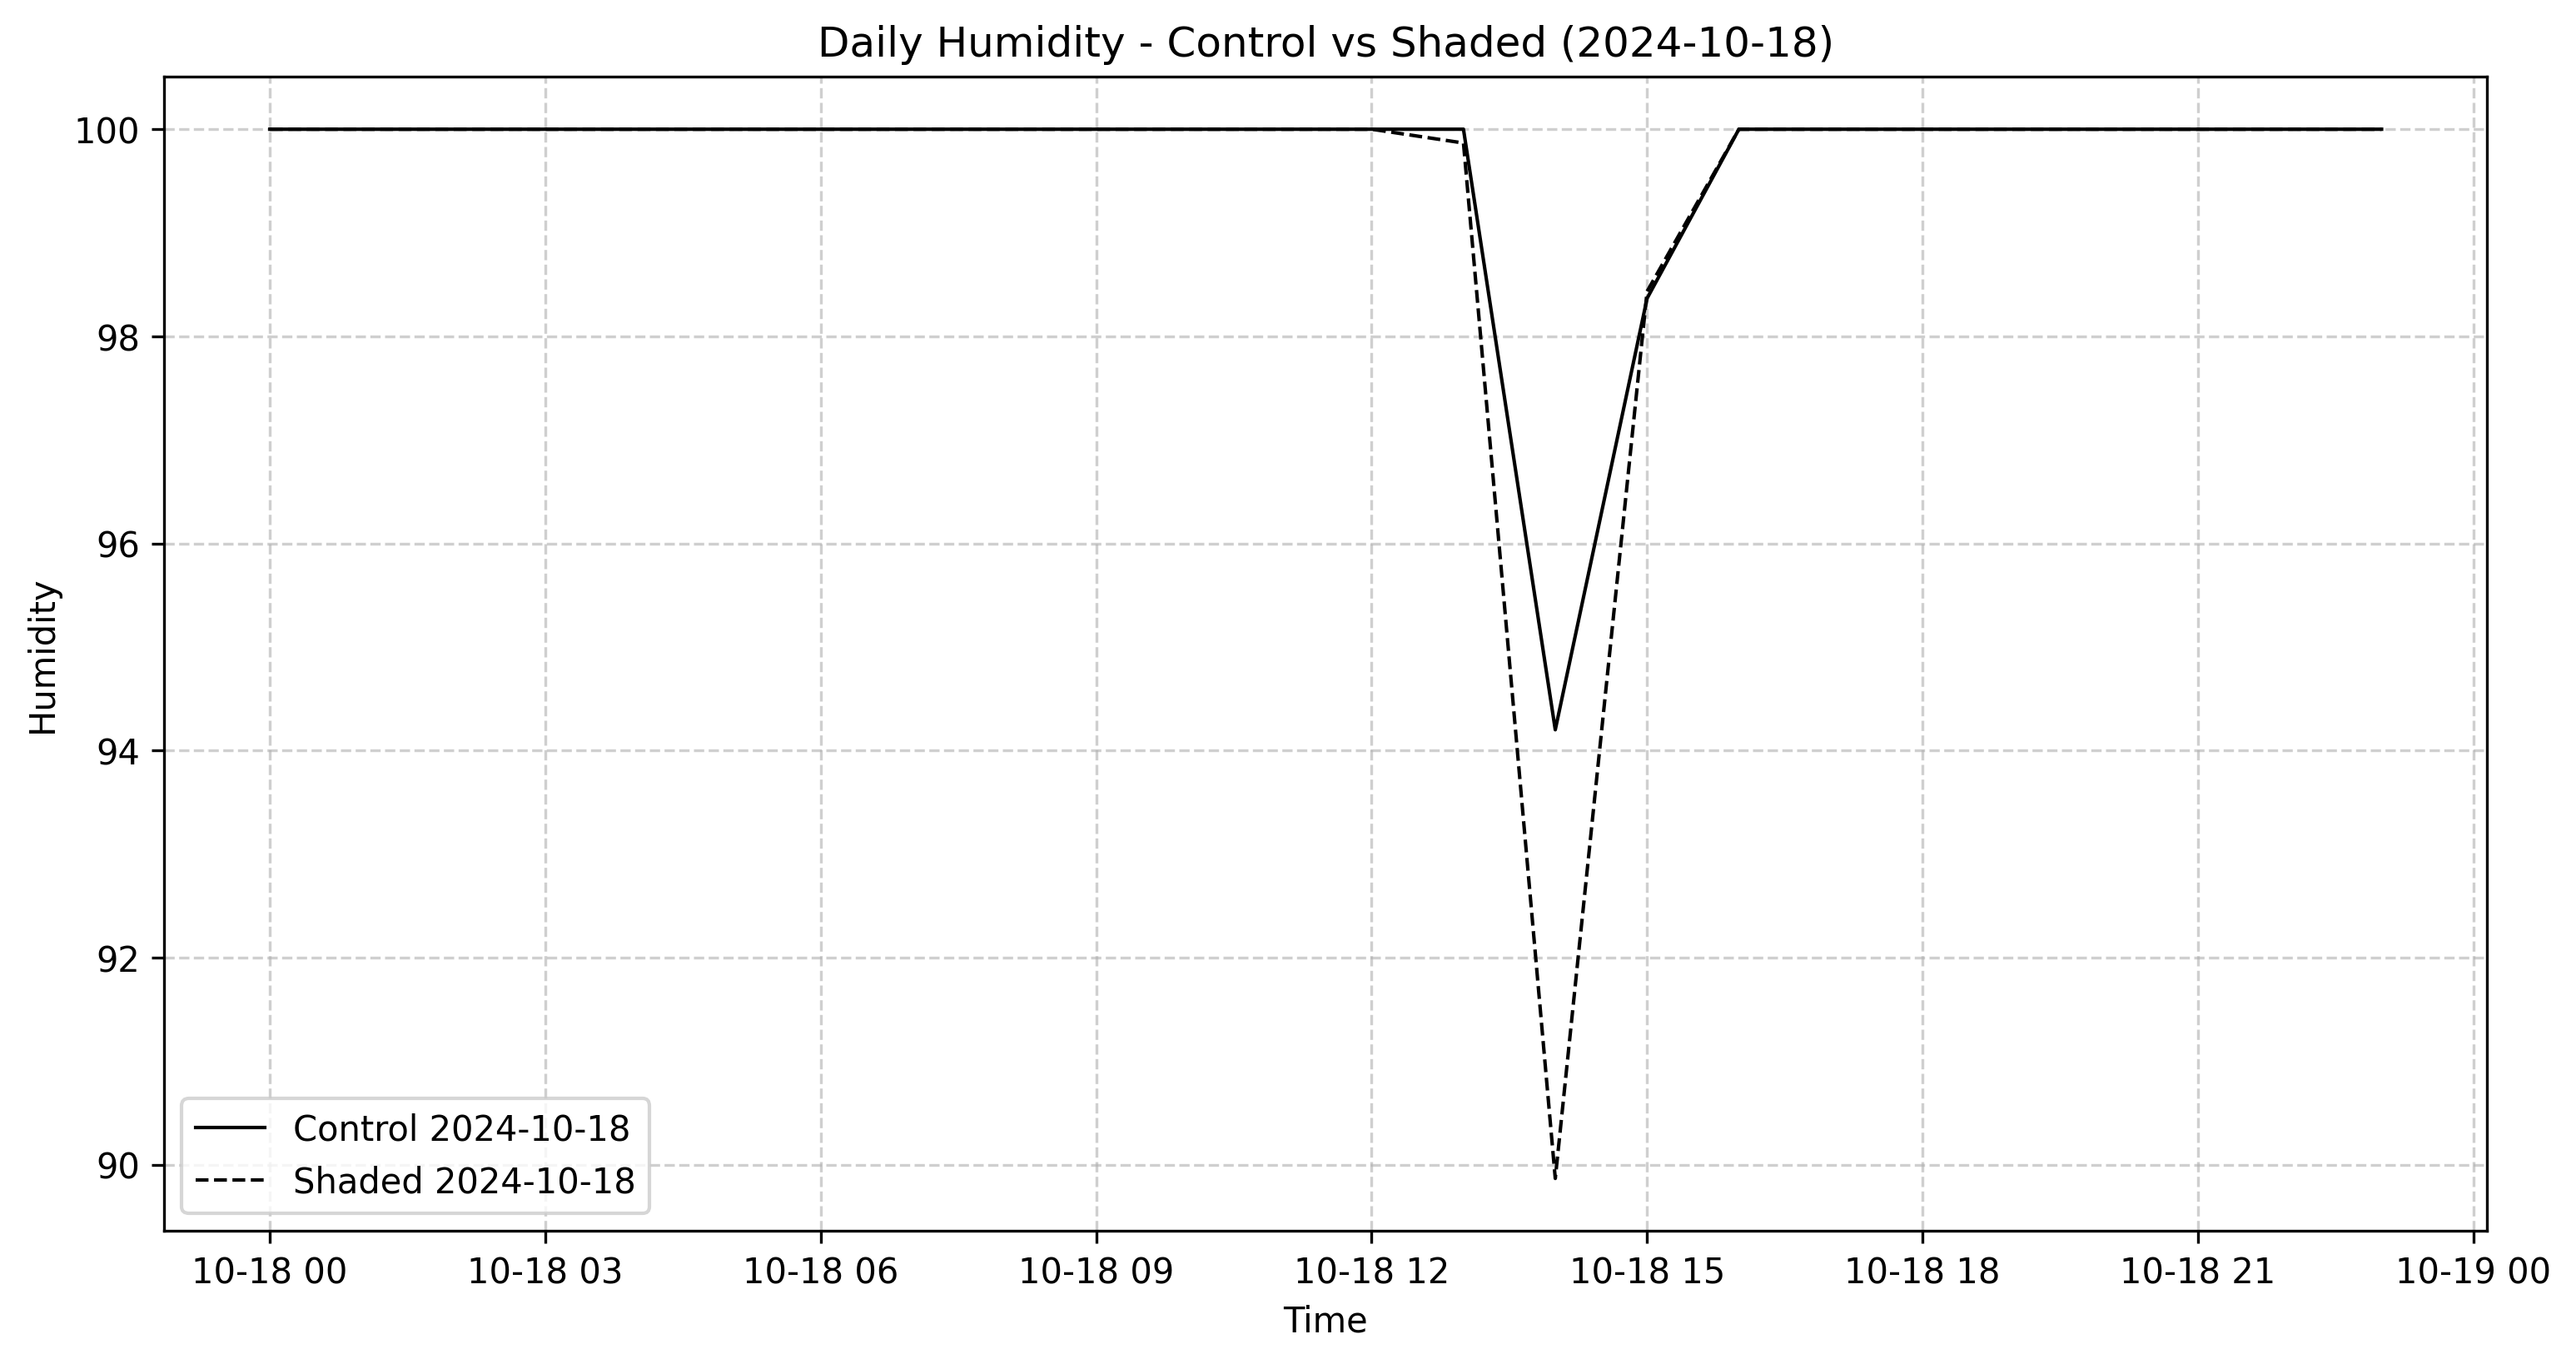 Daily Humidity - Control vs Shaded (2024-10-18)
100
98
96
94
92
90
Humidity
Control 2024-10-18
Shaded 2024-10-18
10-18 00 10-18 03 10-18 06 10-18 09 10-18 12 10-18 15 10-18 18 10-18 21 10-19 00
Time